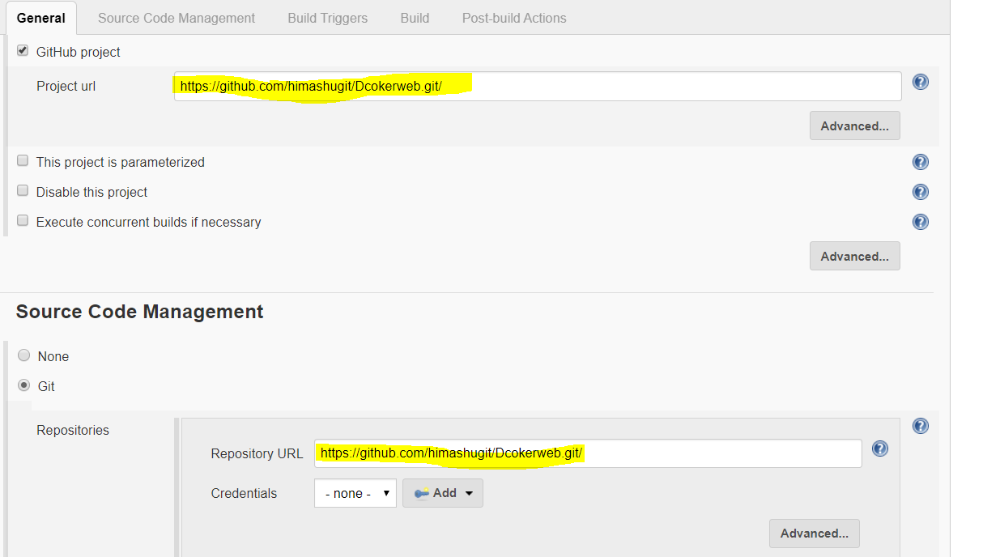 General Source Code Management Build Triggers Build Post-build Actions
GitHub project
Project url https://github.com/himashugit/Dcokerweb.git/
Advanced...
This project is parameterized
Disable this project
Execute concurrent builds if necessary
Advanced...
Source Code Management
None
Git
Repositories
Repository URL https://github.com/himashugit/Dcokerweb.git/
Credentials - none - Add
Advanced...